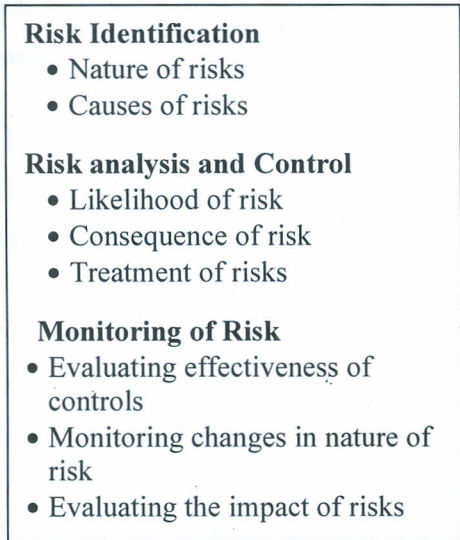 Risk Identification
• Nature of risks
• Causes of risks
Risk analysis and Control
• Likelihood of risk
• Consequence of risk
• Treatment of risks
Monitoring of Risk
• Evaluating effectiveness of
controls
• Monitoring changes in nature of
risk
• Evaluating the impact of risks